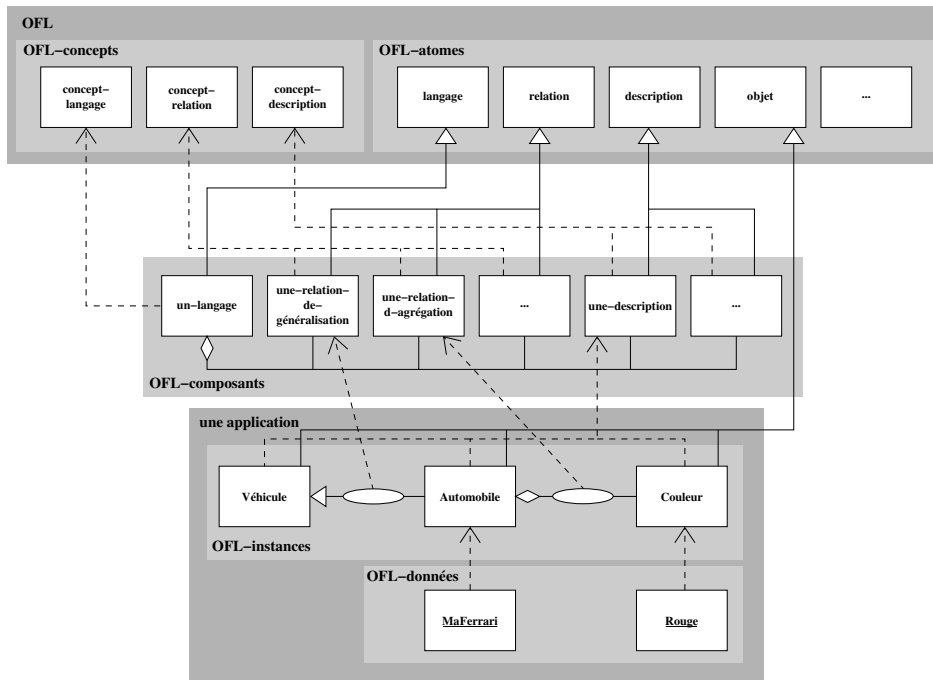 OFL
OFL–concepts
OFL–atomes
concept–
langage
concept–
relation
concept–
description
langage
relation
description
objet
...
un–langage
une–relation–
de–
généralisation
une–relation–
d–agrégation
...
une–description
...
OFL–composants
une application
Véhicule
Automobile
Couleur
OFL–instances
OFL–données
MaFerrari
Rouge